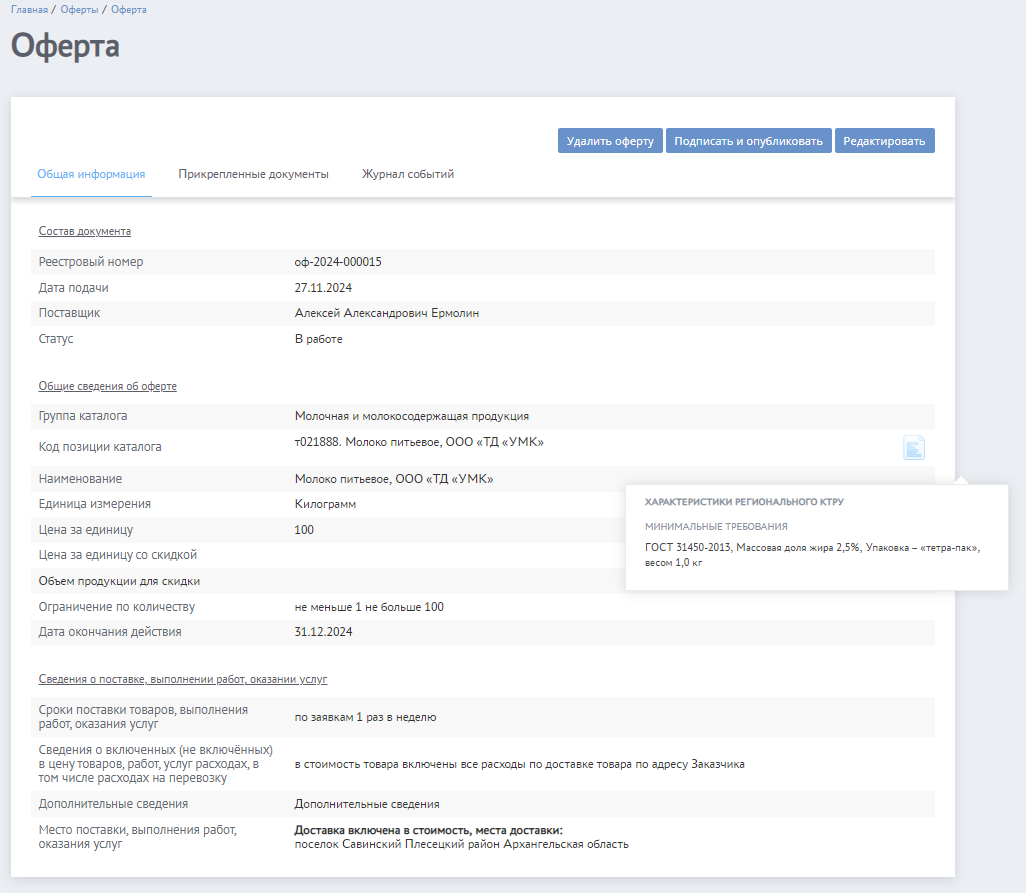 Главная / Оферты / Оферта
Оферта
Удалить оферту Подписать и опубликовать Редактировать
Общая информация Прикрепленные документы Журнал событий
Состав документа
Реестровый номер оф-2024-000015
Дата подачи 27.11.2024
Поставщик Алексей Александрович Ермолин
Статус В работе
Общие сведения об оферте
Группа каталога Молочная и молокосодержащая продукция
Код позиции каталога т021888. Молоко питьевое, ООО «ТД «УМК»
Наименование Молоко питьевое, ООО «ТД «УМК»
Единица измерения Килограмм
Цена за единицу 100
Цена за единицу со скидкой
Объем продукции для скидки
Ограничение по количеству не меньше 1 не больше 100
Дата окончания действия 31.12.2024
ХАРАКТЕРИСТИКИ РЕГИОНАЛЬНОГО КТРУ
МИНИМАЛЬНЫЕ ТРЕБОВАНИЯ
ГОСТ 31450-2013, Массовая доля жира 2,5%, Упаковка – «тетра-пак»,
весом 1,0 кг
Сведения о поставке, выполнении работ, оказании услуг
Сроки поставки товаров, выполнения
работ, оказания услуг
по заявкам 1 раз в неделю
Сведения о включенных (не включённых)
в цену товаров, работ, услуг расходах, в
том числе расходах на перевозку
в стоимость товара включены все расходы по доставке товара по адресу Заказчика
Дополнительные сведения Дополнительные сведения
Место поставки, выполнения работ,
оказания услуг
Доставка включена в стоимость, места доставки:
поселок Савинский Плесецкий район Архангельская область